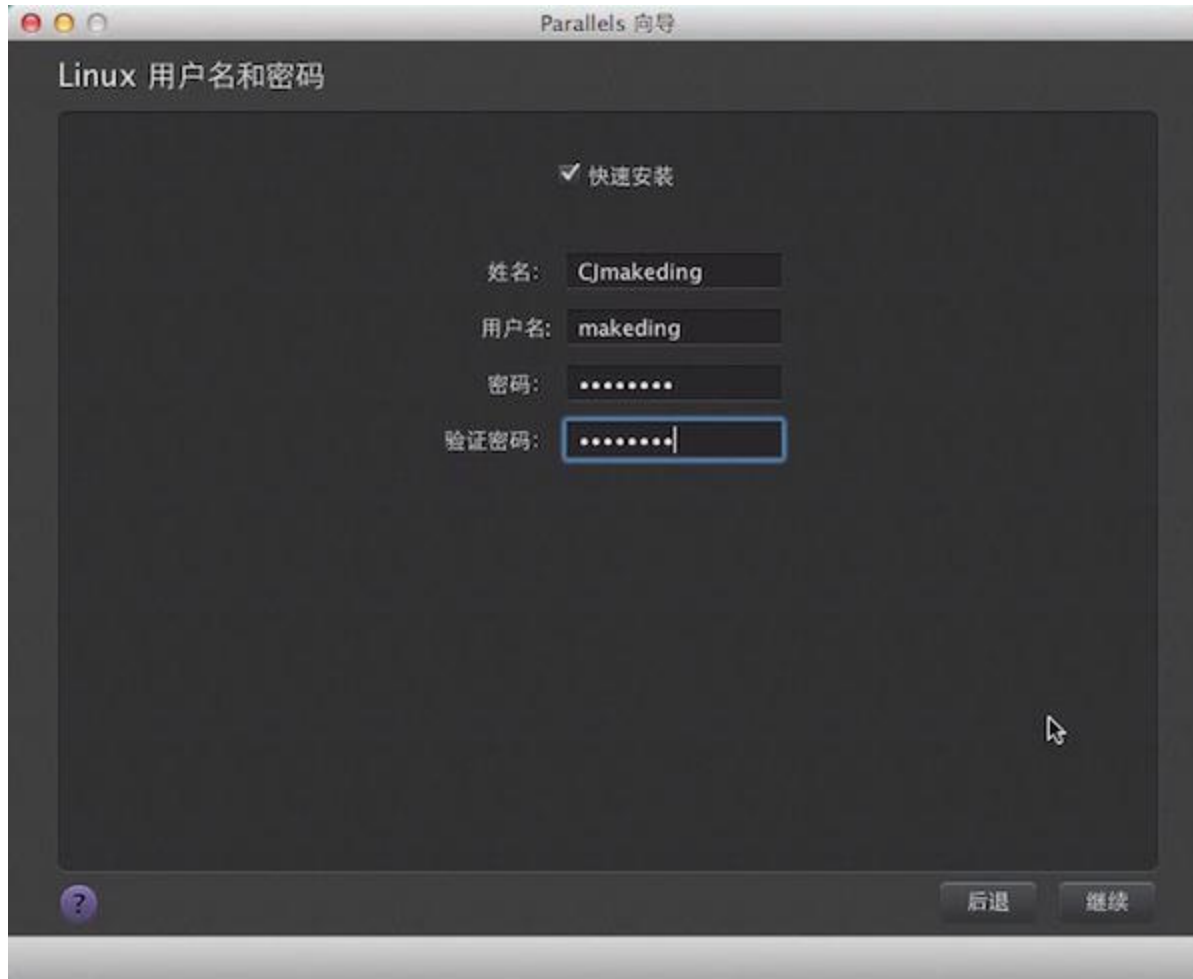 Parallels 向导
Linux 用户名和密码
快速安装
姓名: CJmakeding
用户名: makeding
密码: ••••••••
验证密码: ••••••••
?
后退 继续